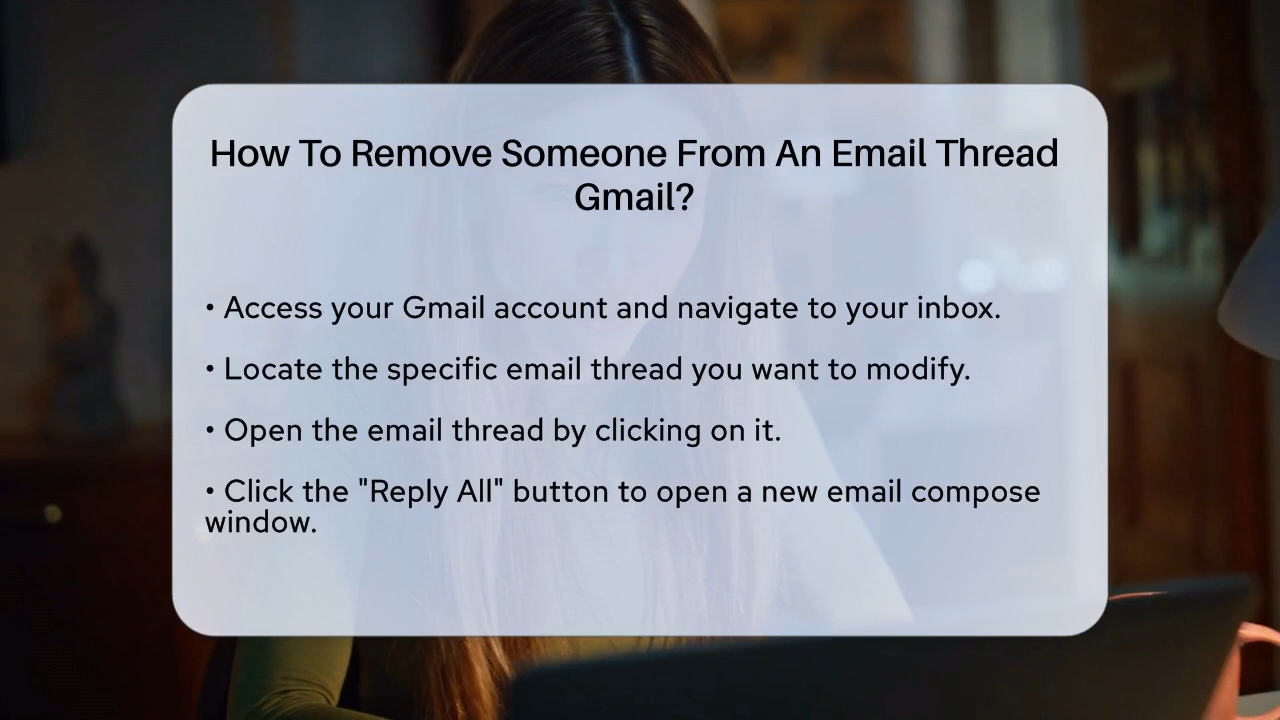 How To Remove Someone From An Email Thread
Gmail?
• Access your Gmail account and navigate to your inbox.
• Locate the specific email thread you want to modify.
• Open the email thread by clicking on it.
• Click the "Reply All" button to open a new email compose
window.